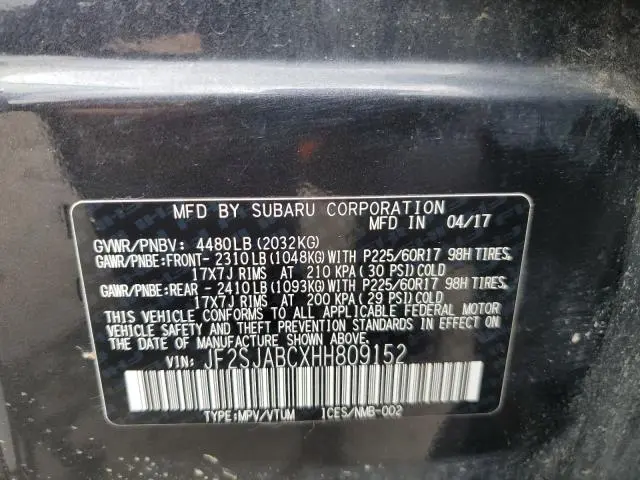 MFD BY SUBARU CORPORATION
MFD IN 04/17
GVWR/PNBV: 4480LB(2032KG)
GAWR/PNBE:FRONT- 2310LB(1048KG)WITH P225/60R17 98H TIRES,
17X7J RIMS AT 210 KPA(30 PSI)COLD
GAWR/PNBE:REAR - 2410LB(1093KG)WITH P225/60R17 98H TIRES,
17X7J RIMS AT 200 KPA(29 PSI)COLD
THIS VEHICLE CONFORMS TO ALL APPLICABLE FEDERAL MOTOR
VEHICLE SAFETY AND THEFT PREVENTION STANDARDS IN EFFECT
ON THE DATE OF MANUFACTURE SHOWN ABOVE.
VIN: JF2SJABCXHH809152
TYPE:MPV/VTUM ICES/NMB-002